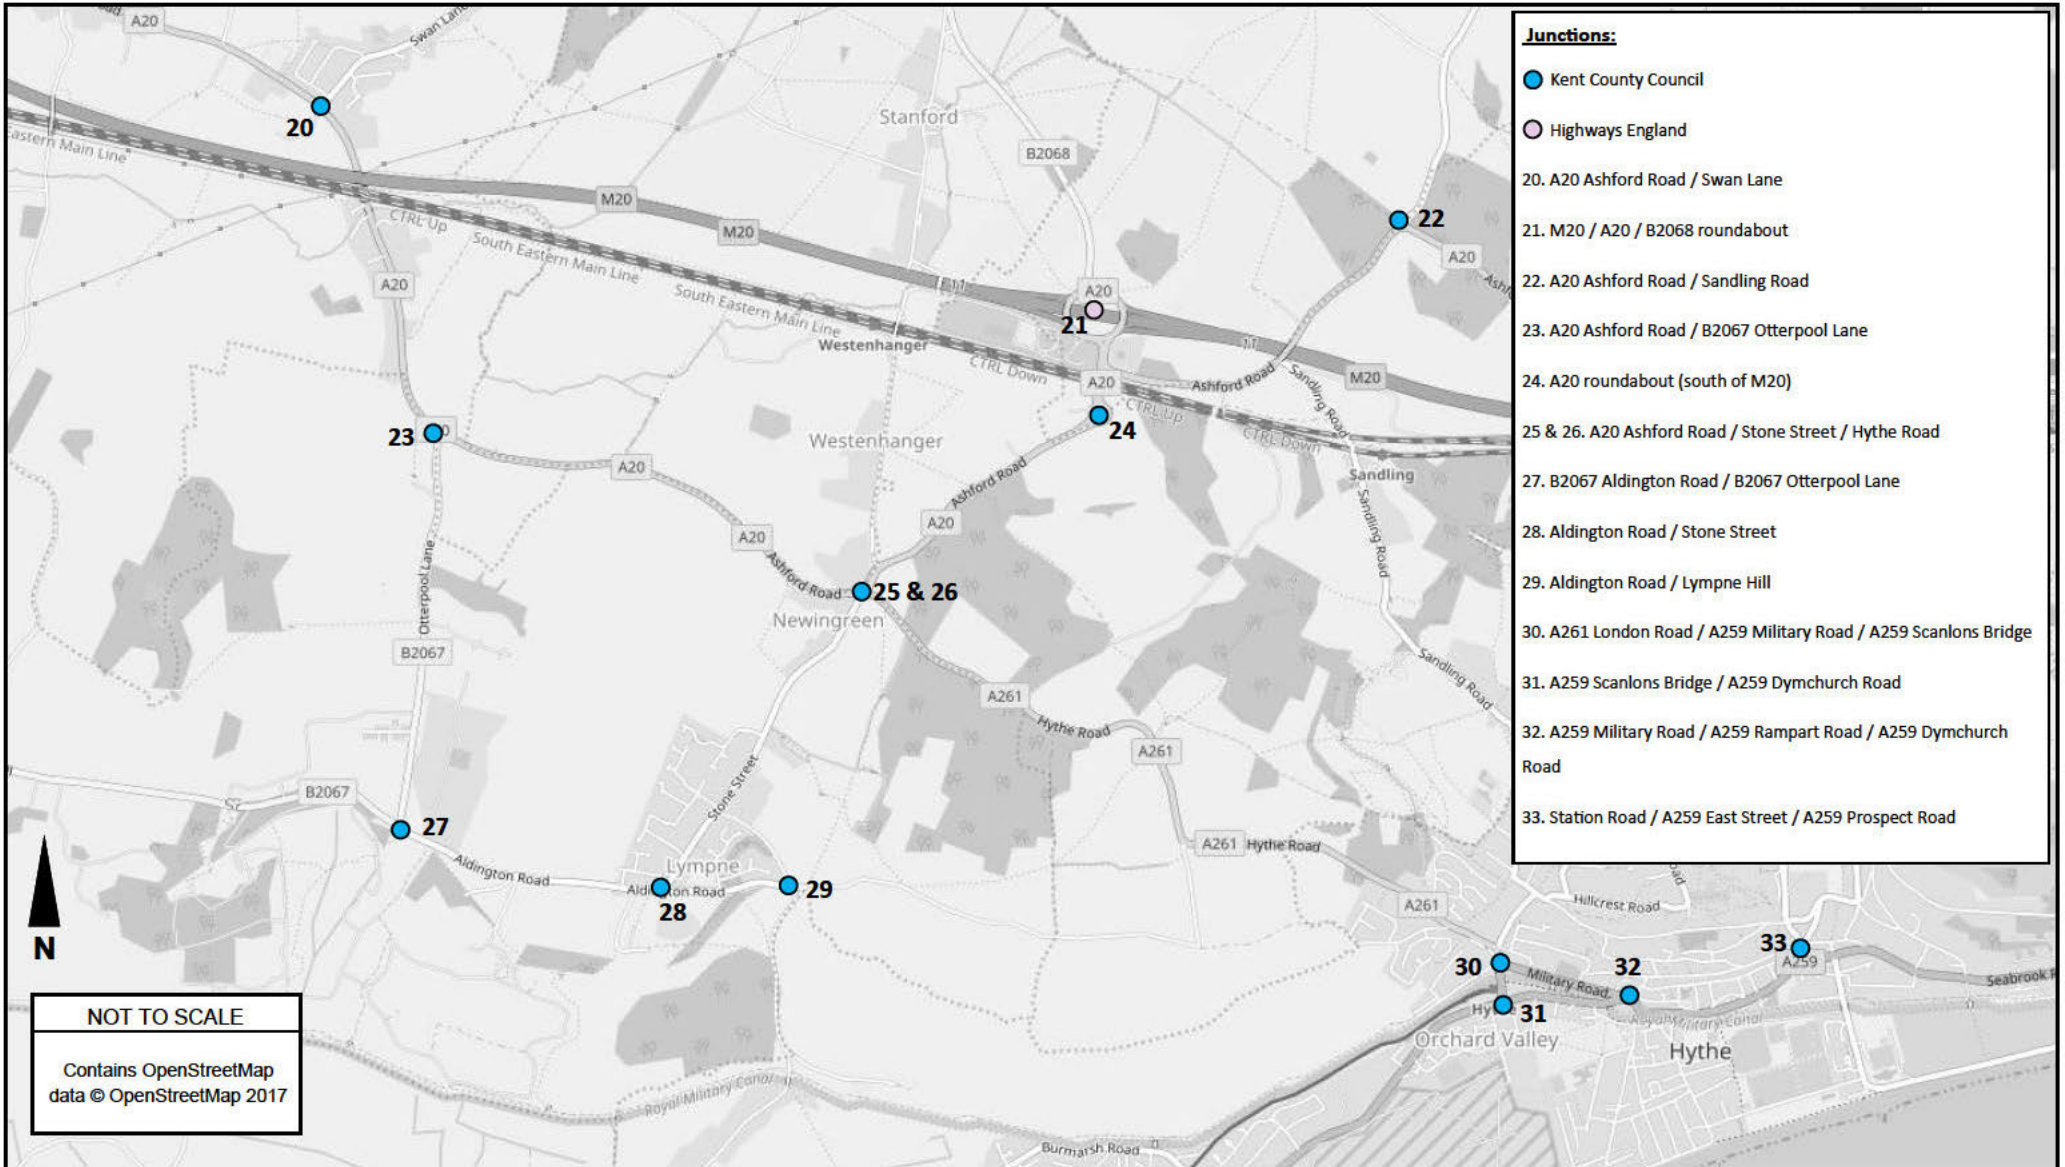 A20
Swan Lane
20
Eastern Main Line
M20
M20
CTRL Up
South Eastern Main Line
South Eastern Main Line
A20
Stanford
B2068
22
A20
A20
21
11
11
Westenhanger
CTRL Down
A20
Ashford Road
Sandling Road
M20
CTRL Up
CTRL Down
24
Sandling
23
A20
Westenhanger
Ashford Road
A20
A20
Ashford Road
25 & 26
Newingreen
Sandling Road
Sandling Road
Otterpool Lane
B2067
A261
Hythe Road
A261
Stone Street
B2067
27
Aldington Road
Lympne
Aldington Road
28
29
A261
Hythe Road
A261
Hillcrest Road
30
Military Road
32
33
A259
31
Orchard Valley
Royal Military Canal
Hythe
Royal Military Canal
Burmarsh Road
N
NOT TO SCALE
Contains OpenStreetMap
data © OpenStreetMap 2017
Junctions:
Kent County Council
Highways England
20. A20 Ashford Road / Swan Lane
21. M20 / A20 / B2068 roundabout
22. A20 Ashford Road / Sandling Road
23. A20 Ashford Road / B2067 Otterpool Lane
24. A20 roundabout (south of M20)
25 & 26. A20 Ashford Road / Stone Street / Hythe Road
27. B2067 Aldington Road / B2067 Otterpool Lane
28. Aldington Road / Stone Street
29. Aldington Road / Lympne Hill
30. A261 London Road / A259 Military Road / A259 Scanlons Bridge
31. A259 Scanlons Bridge / A259 Dymchurch Road
32. A259 Military Road / A259 Rampart Road / A259 Dymchurch
Road
33. Station Road / A259 East Street / A259 Prospect Road